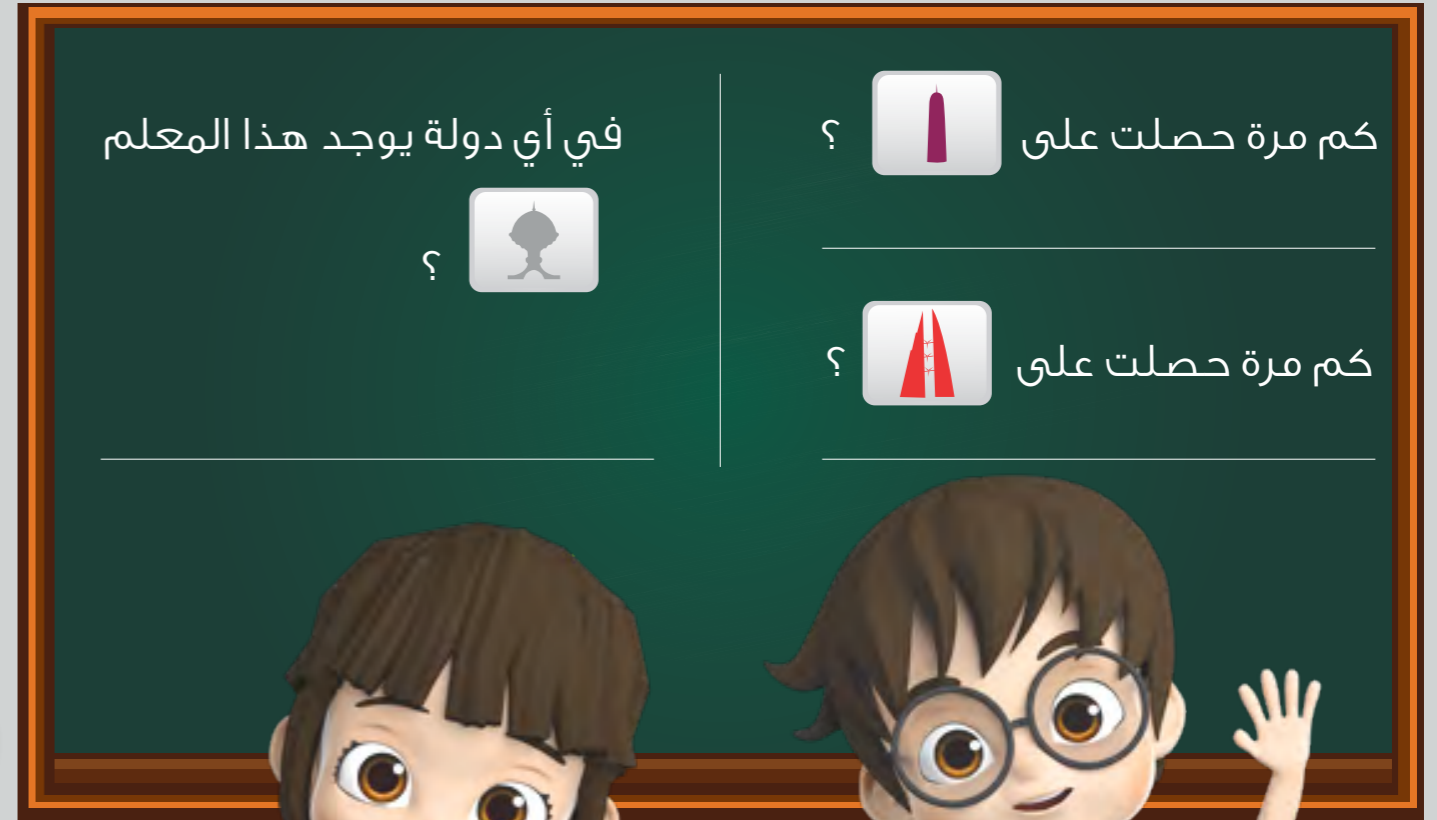 كم مرة حصلت على ؟
كم مرة حصلت على ؟
في أي دولة يوجد هذا المعلم
؟